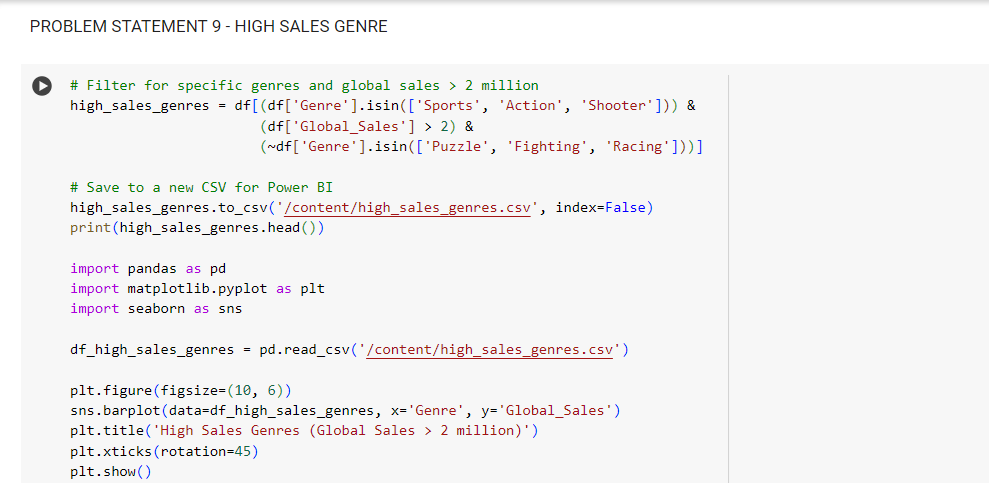 PROBLEM STATEMENT 9 - HIGH SALES GENRE
# Filter for specific genres and global sales > 2 million
high_sales_genres = df[(df['Genre'].isin(['Sports', 'Action', 'Shooter'])) &
(df['Global_Sales'] > 2) &
(~df['Genre'].isin(['Puzzle', 'Fighting', 'Racing']))]
# Save to a new CSV for Power BI
high_sales_genres.to_csv('/content/high_sales_genres.csv', index=False)
print(high_sales_genres.head())
import pandas as pd
import matplotlib.pyplot as plt
import seaborn as sns
df_high_sales_genres = pd.read_csv('/content/high_sales_genres.csv')
plt.figure(figsize=(10, 6))
sns.barplot(data=df_high_sales_genres, x='Genre', y='Global_Sales')
plt.title('High Sales Genres (Global Sales > 2 million)')
plt.xticks(rotation=45)
plt.show()